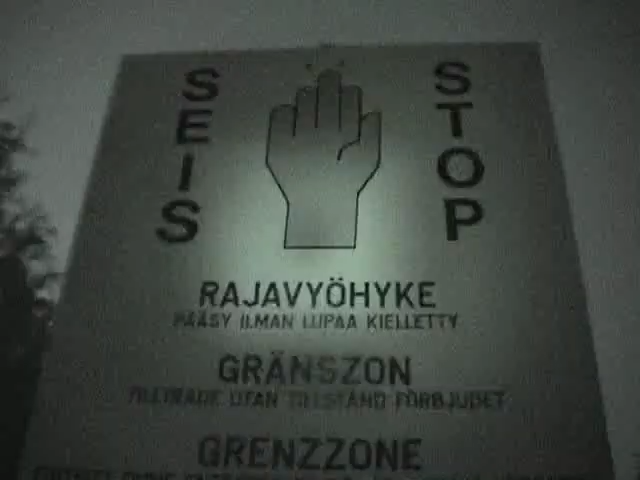 SEIS
STOP
RAJAVYÖHYKE
PÄÄSY ILMAN LUPAA KIELLETTY
GRÄNSZON
TILLTRÄDE UTAN TILLSTÅND FÖRBJUDET
GRENZZONE